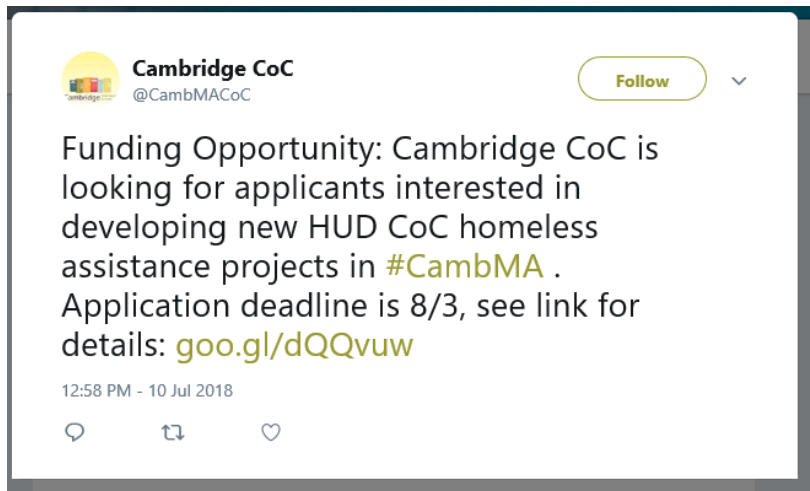 Cambridge CoC
@CambMACoC
Follow
Funding Opportunity: Cambridge CoC is
looking for applicants interested in
developing new HUD CoC homeless
assistance projects in #CambMA .
Application deadline is 8/3, see link for
details: goo.gl/dQQvuw
12:58 PM - 10 Jul 2018